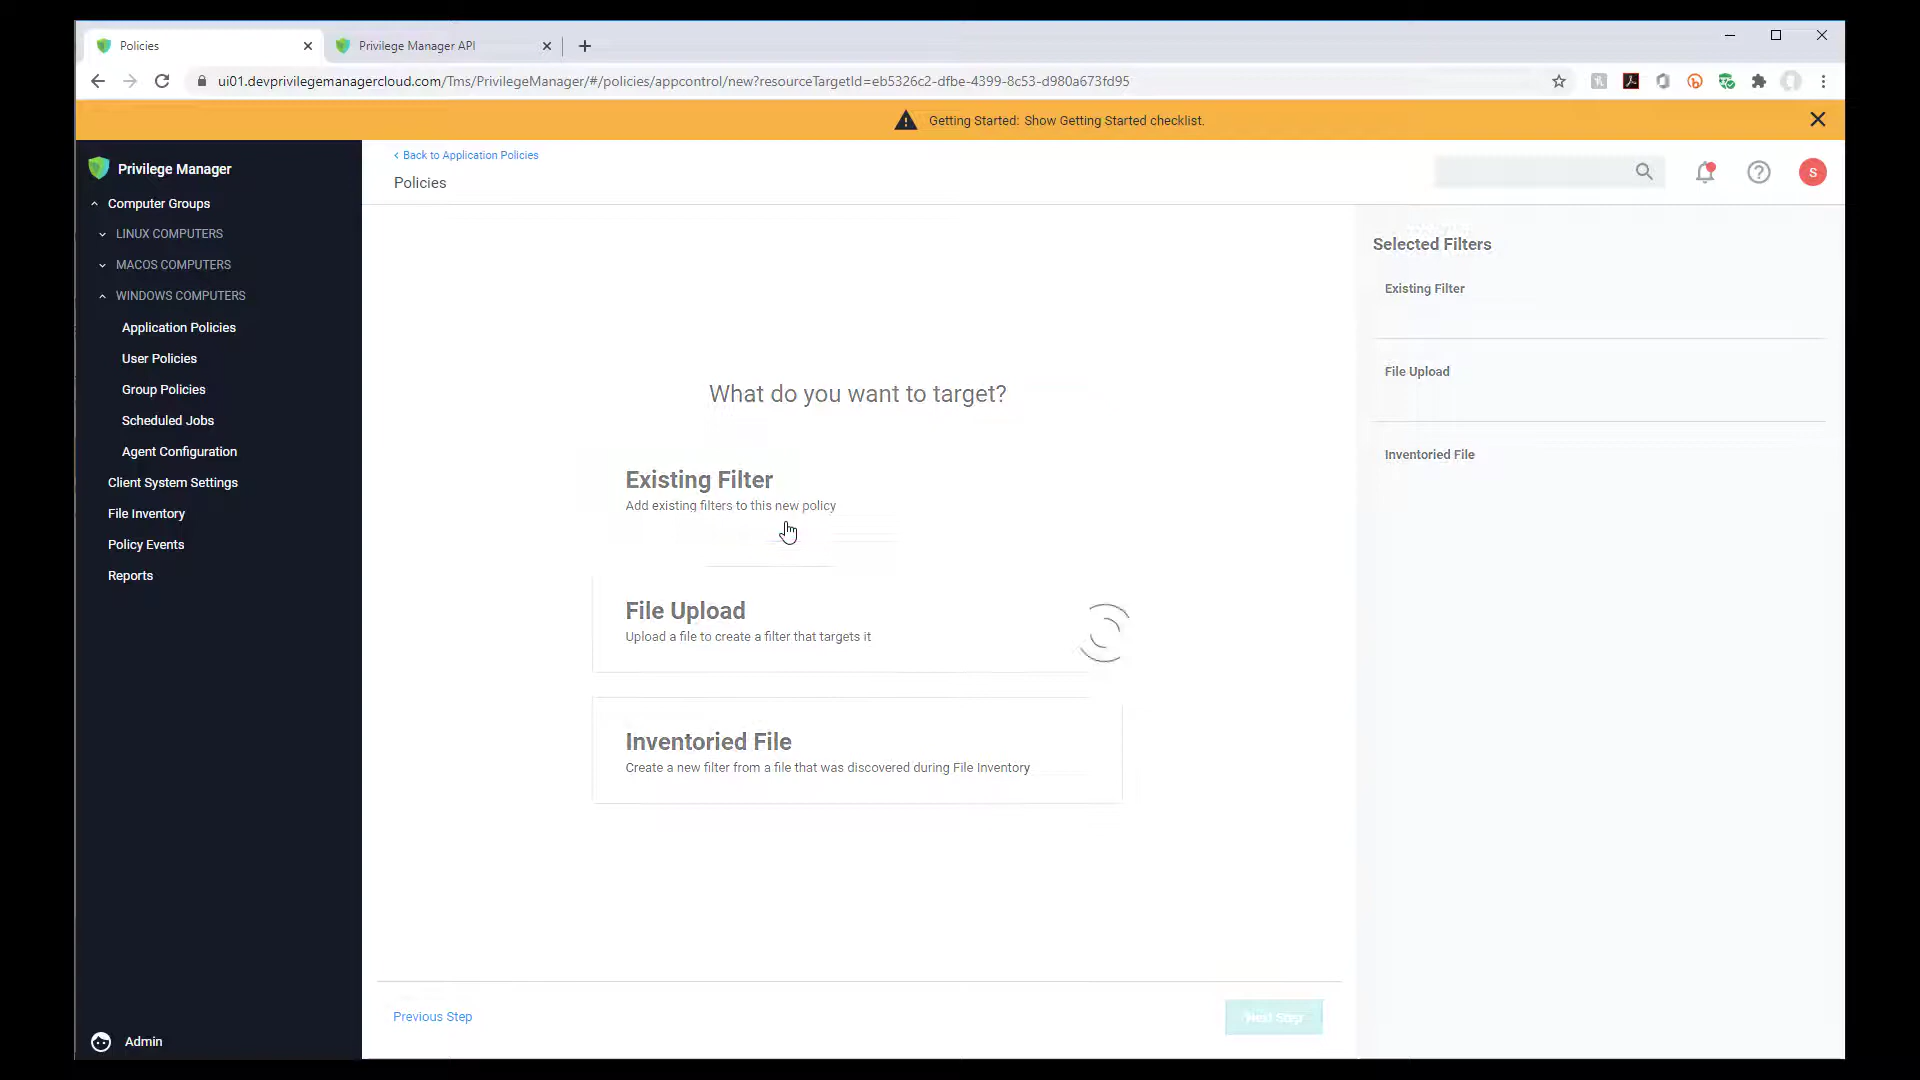 Policies
Privilege Manager API
ui01.devprivilegemanagercloud.com/Tms/PrivilegeManager/#/policies/appcontrol/new?resourceTargetId=eb5326c2-dfbe-4399-8c53-d980a673fd95
Getting Started: Show Getting Started checklist.
Privilege Manager
Computer Groups
LINUX COMPUTERS
MACOS COMPUTERS
WINDOWS COMPUTERS
Application Policies
User Policies
Group Policies
Scheduled Jobs
Agent Configuration
Client System Settings
File Inventory
Policy Events
Reports
Admin
Back to Application Policies
Policies
S
What do you want to target?
Existing Filter
Add existing filters to this new policy
File Upload
Upload a file to create a filter that targets it
Inventoried File
Create a new filter from a file that was discovered during File Inventory
Previous Step
Next Step
Selected Filters
Existing Filter
File Upload
Inventoried File